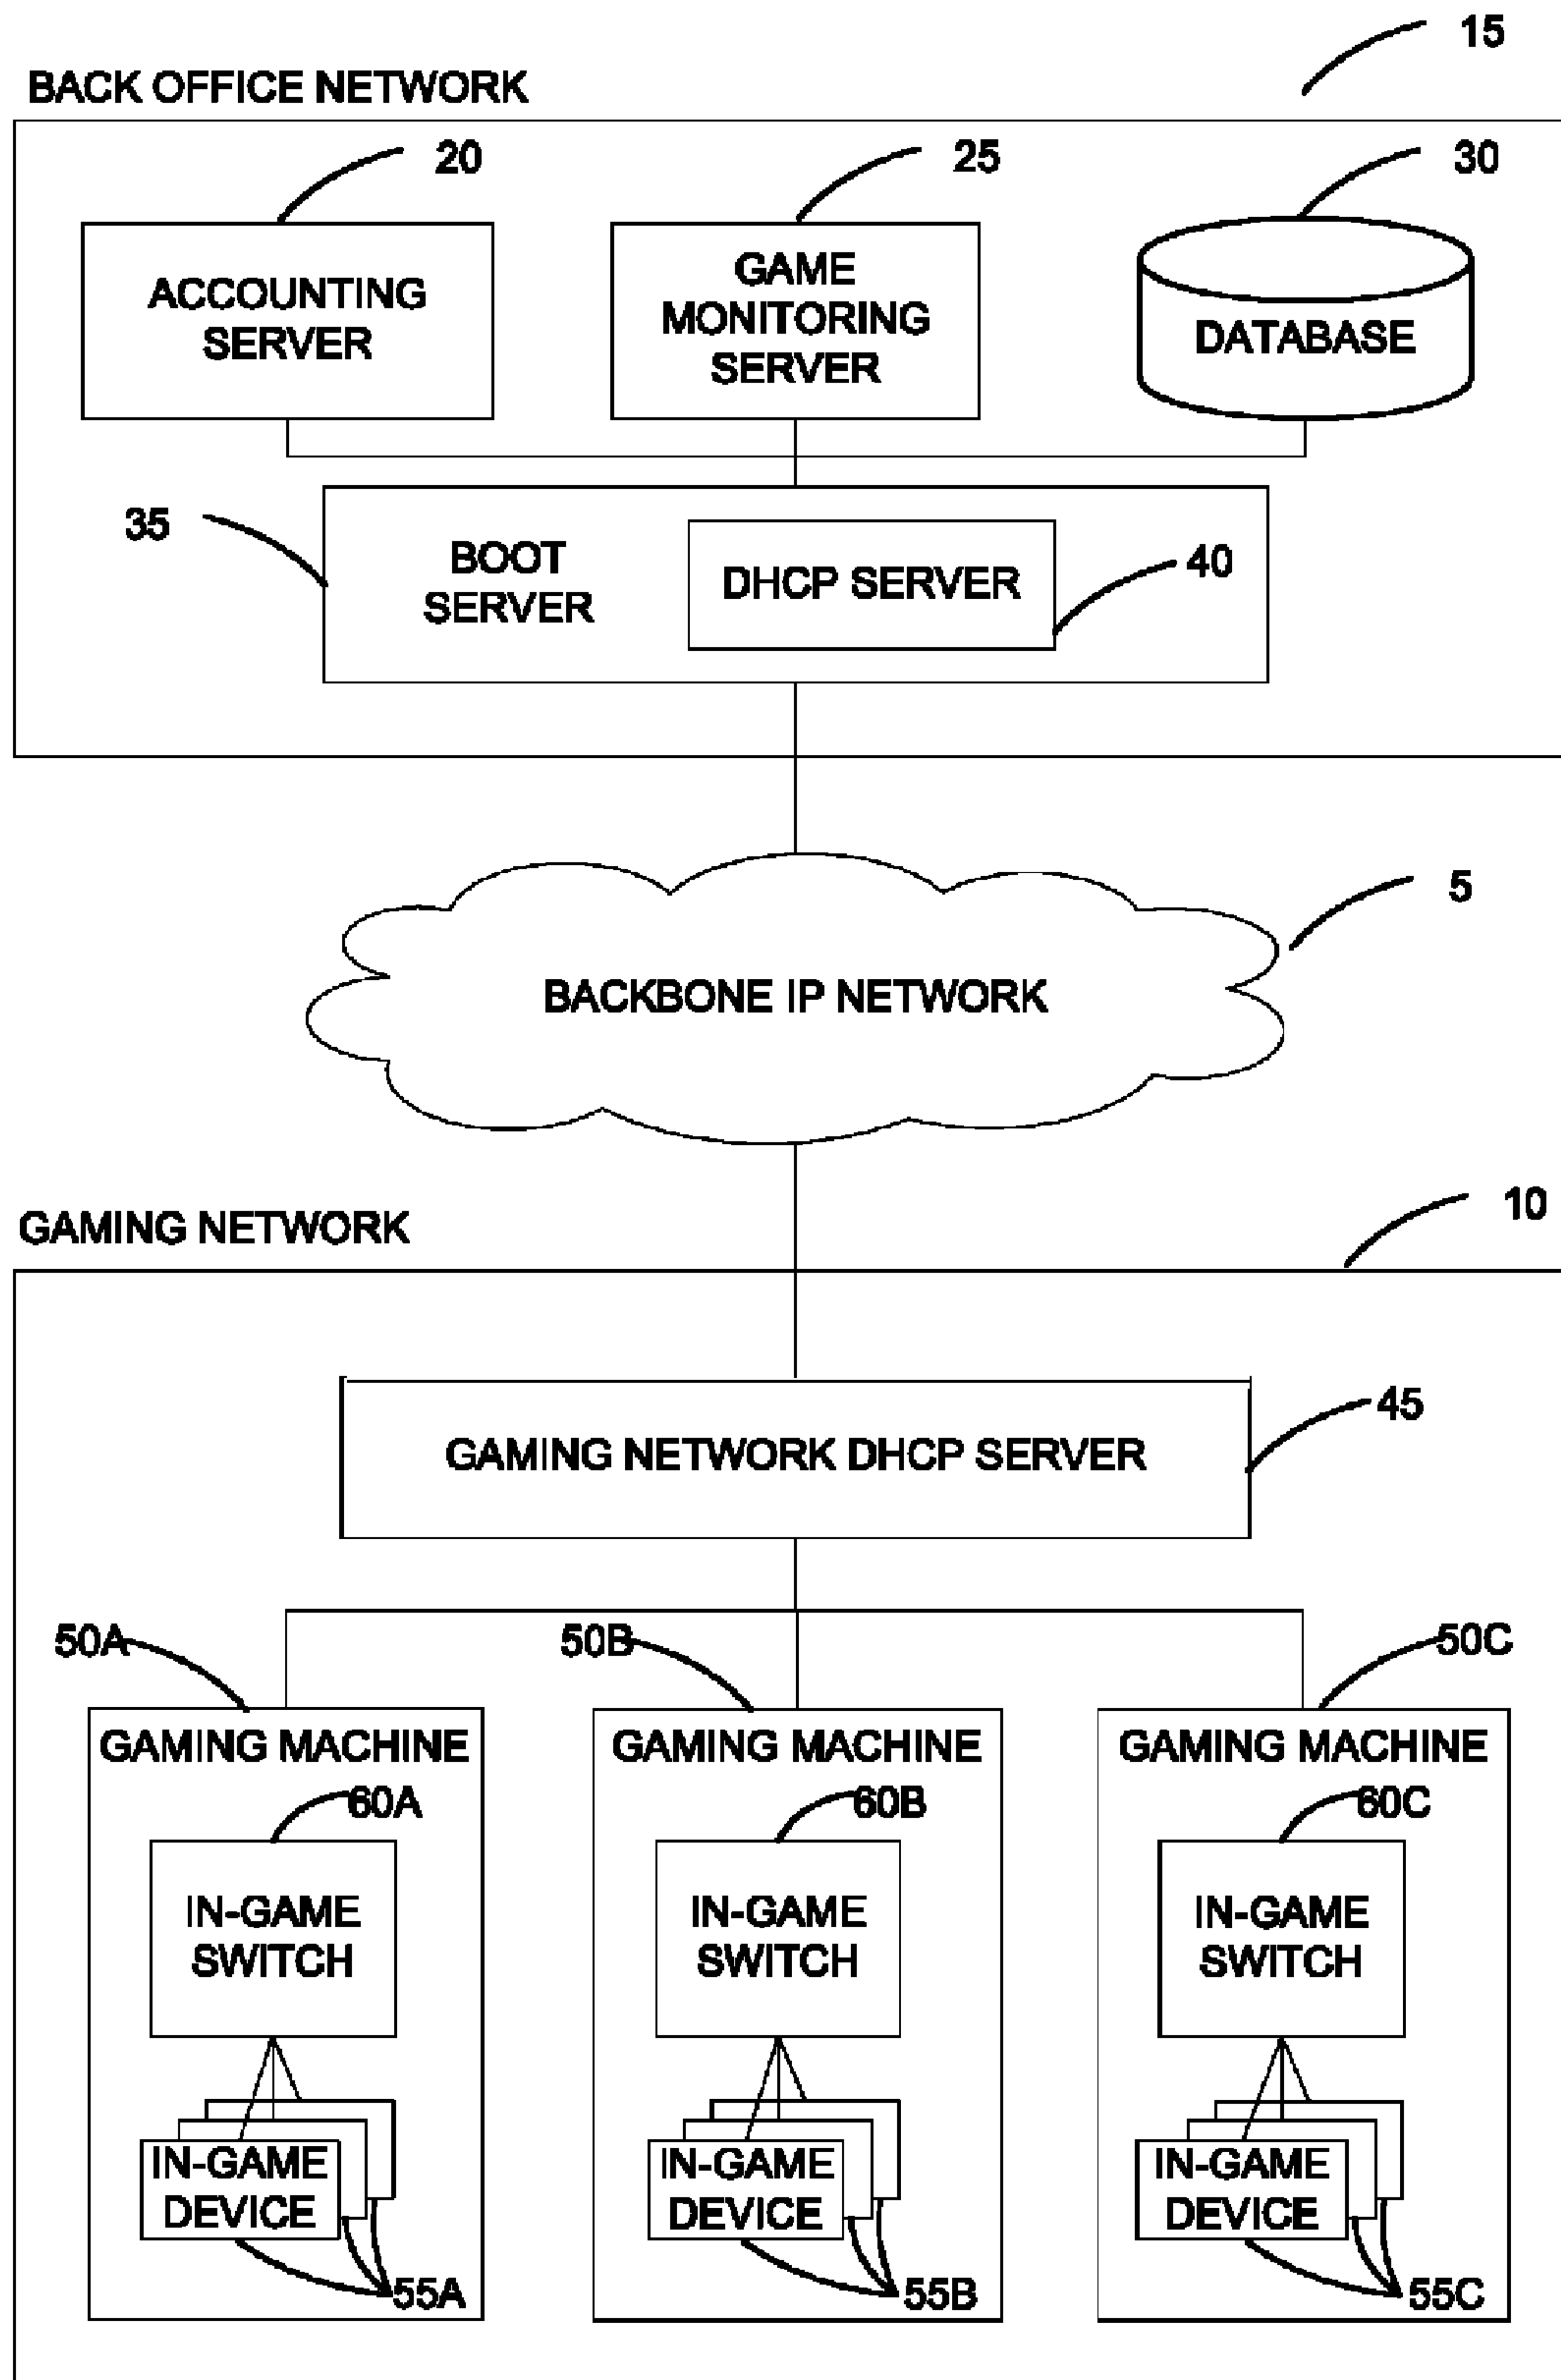 15
BACK OFFICE NETWORK
20
25
30
ACCOUNTING
SERVER
GAME
MONITORING
SERVER
DATABASE
35
BOOT
SERVER
DHCP SERVER
40
5
BACKBONE IP NETWORK
10
GAMING NETWORK
45
GAMING NETWORK DHCP SERVER
50A
50B
50C
GAMING MACHINE
GAMING MACHINE
GAMING MACHINE
60A
60B
60C
IN-GAME
SWITCH
IN-GAME
SWITCH
IN-GAME
SWITCH
IN-GAME
DEVICE
IN-GAME
DEVICE
IN-GAME
DEVICE
55A
55B
55C